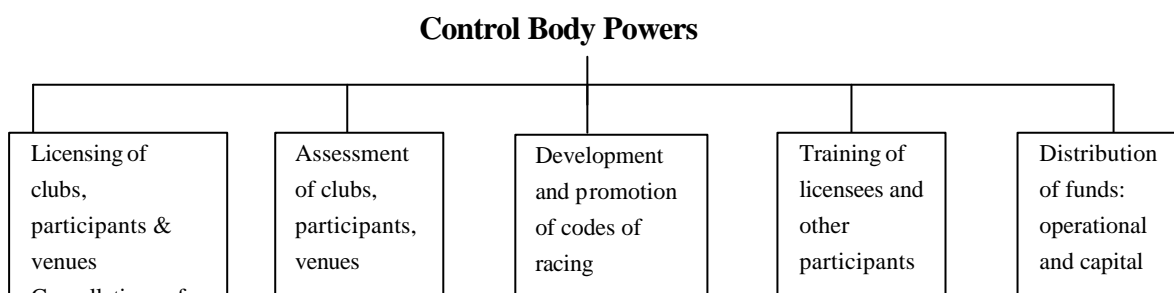 Control Body Powers
Licensing of
clubs,
participants &
venues
Assessment
of clubs,
participants,
venues
Development
and promotion
of codes of
racing
Training of
licensees and
other
participants
Distribution
of funds:
operational
and capital